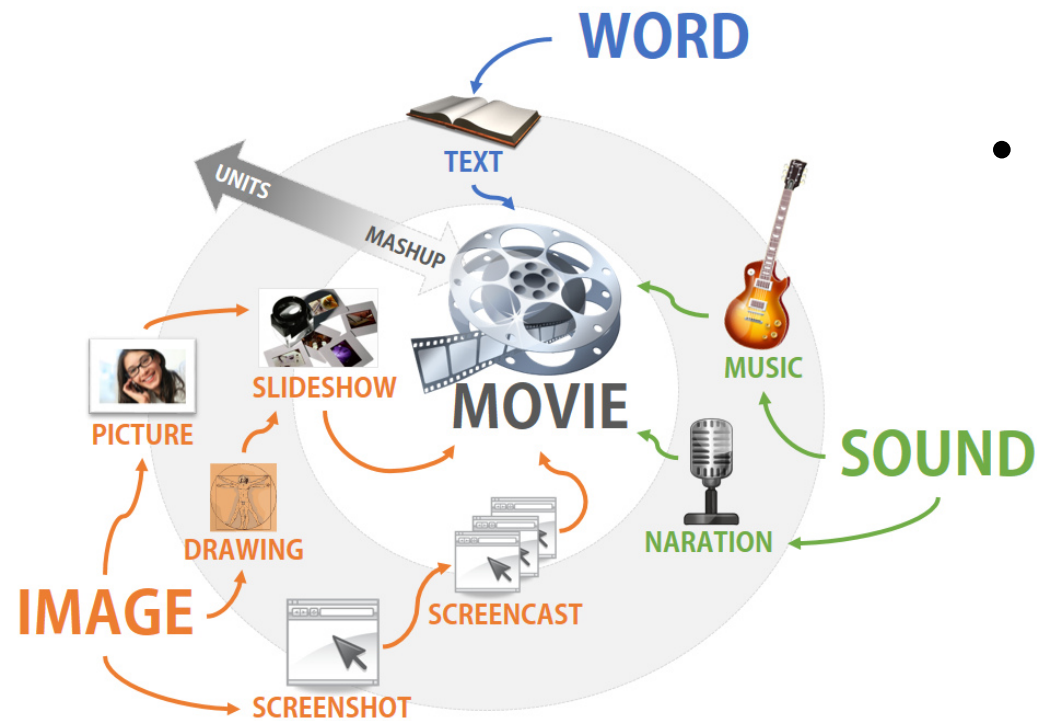 WORD
TEXT
UNITS
MASHUP
SLIDESHOW
MOVIE
MUSIC
PICTURE
SOUND
DRAWING
NARATION
IMAGE
SCREENCAST
SCREENSHOT